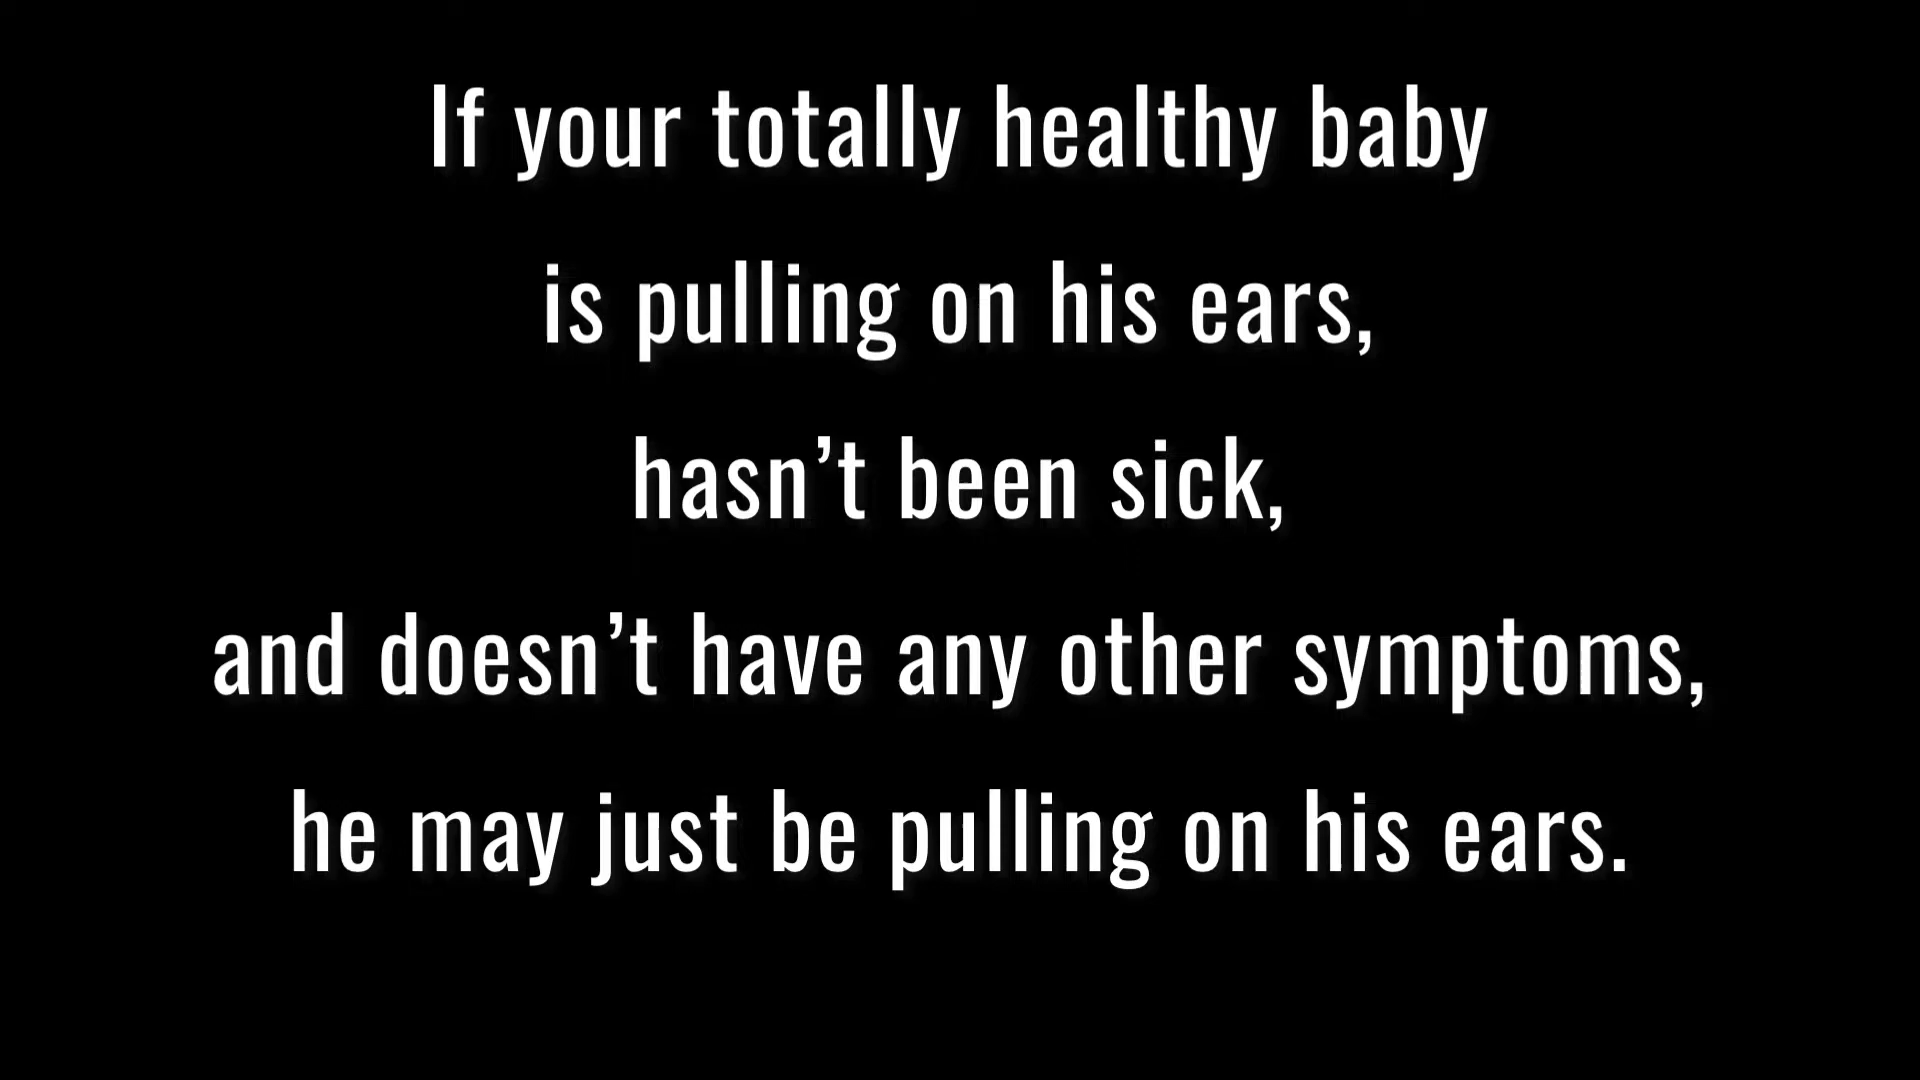 If your totally healthy baby
is pulling on his ears,
hasn’t been sick,
and doesn’t have any other symptoms,
he may just be pulling on his ears.